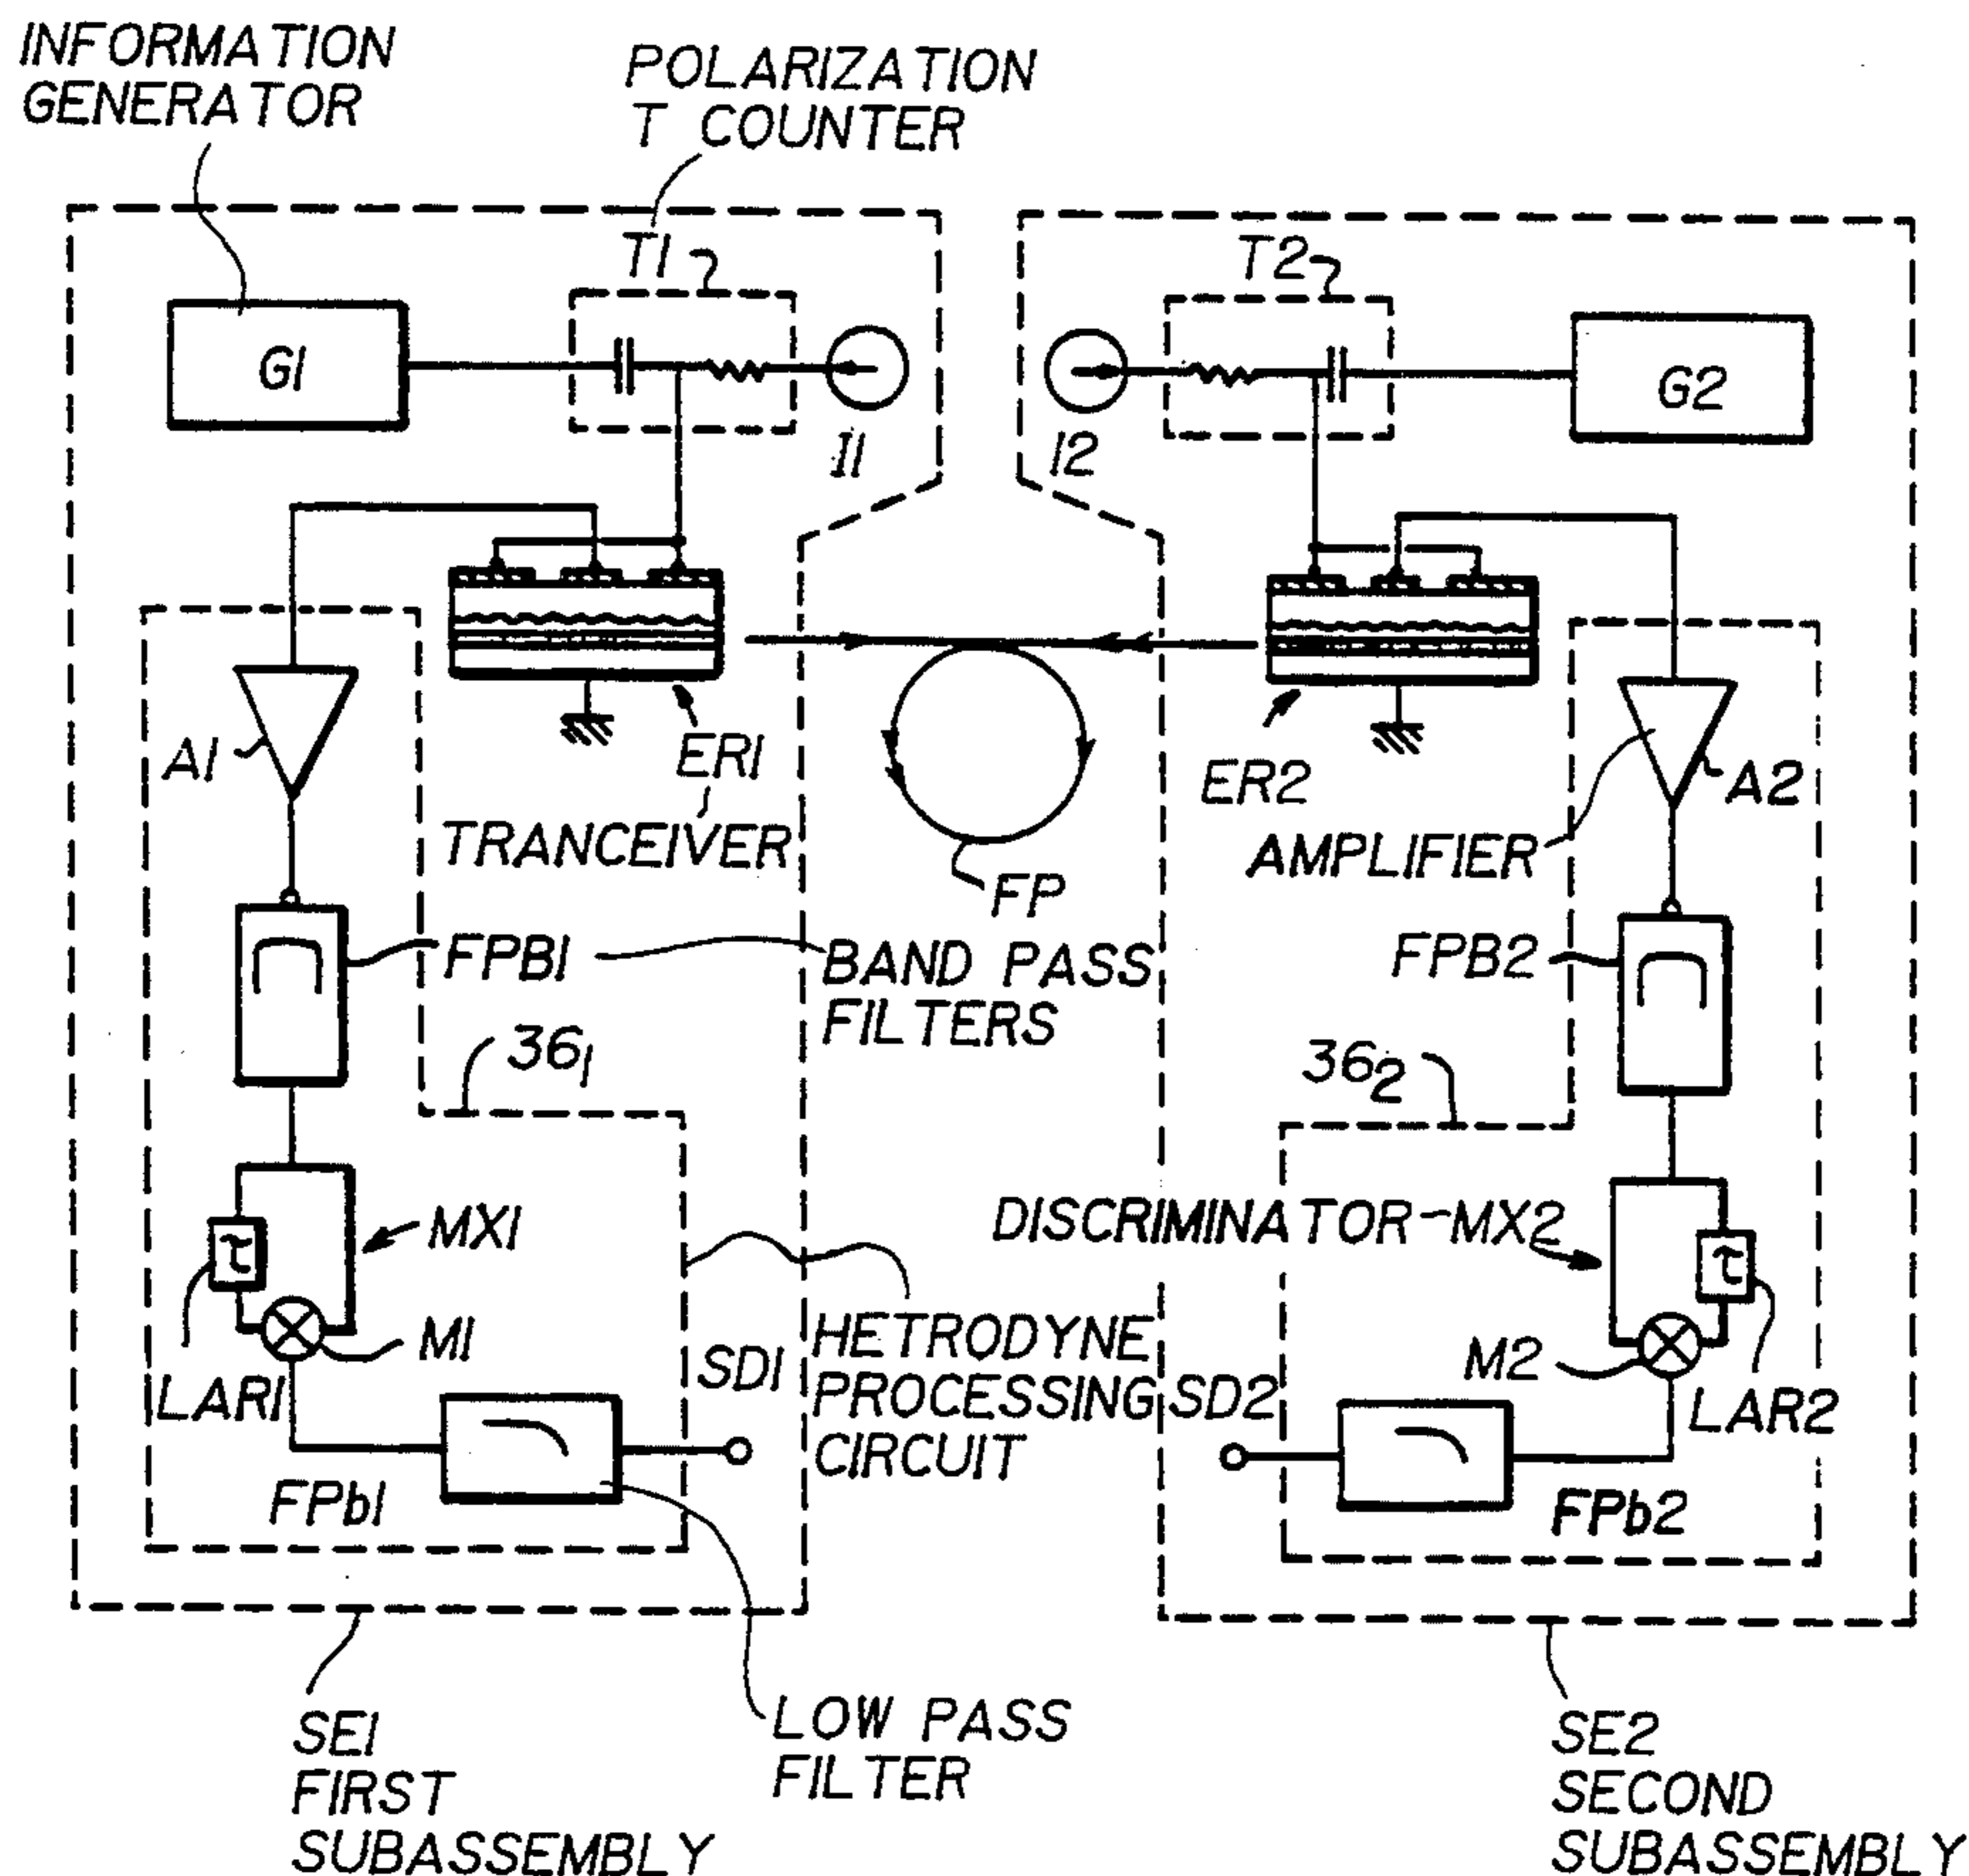 INFORMATION
GENERATOR
POLARIZATION
T COUNTER
T1
T2
G1
G2
I1
I2
A1
ER1
TRANCEIVER
FP
ER2
A2
AMPLIFIER
FPB1
BAND PASS
FILTERS
FPB2
36₁
36₂
MX1
DISCRIMINATOR-MX2
τ
τ
M1
M2
LAR1
LAR2
SD1
HETRODYNE
PROCESSING
CIRCUIT
SD2
FPb1
FPb2
LOW PASS
FILTER
SE1
FIRST
SUBASSEMBLY
SE2
SECOND
SUBASSEMBLY